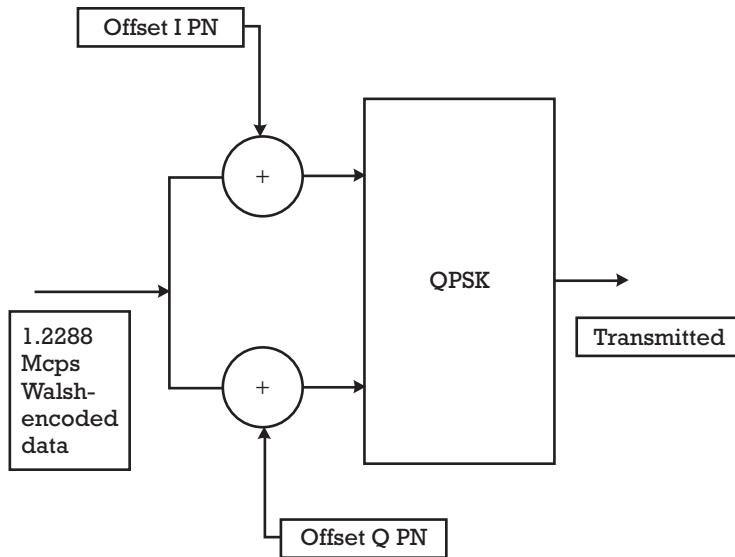 Offset I PN
+
QPSK
1.2288
Mcps
Walsh-
encoded
data
Transmitted
+
Offset Q PN